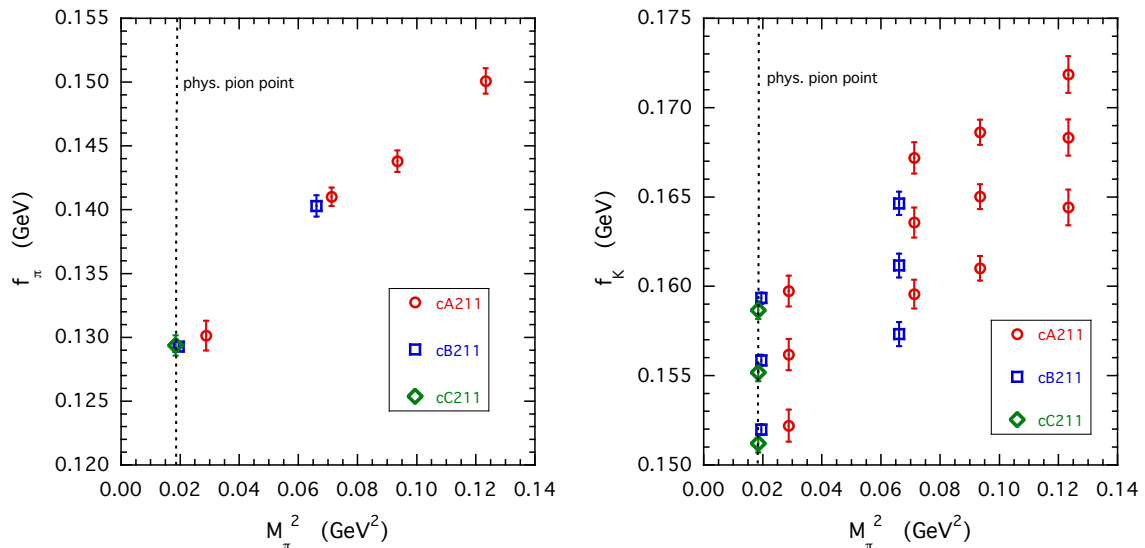 0.155
0.150
0.145
0.140
0.135
0.130
0.125
0.120
f_π (GeV)
phys. pion point
cA211
cB211
cC211
0.00 0.02 0.04 0.06 0.08 0.10 0.12 0.14
M_π^2 (GeV^2)
0.175
0.170
0.165
0.160
0.155
0.150
f_K (GeV)
phys. pion point
cA211
cB211
cC211
0.00 0.02 0.04 0.06 0.08 0.10 0.12 0.14
M_π^2 (GeV^2)